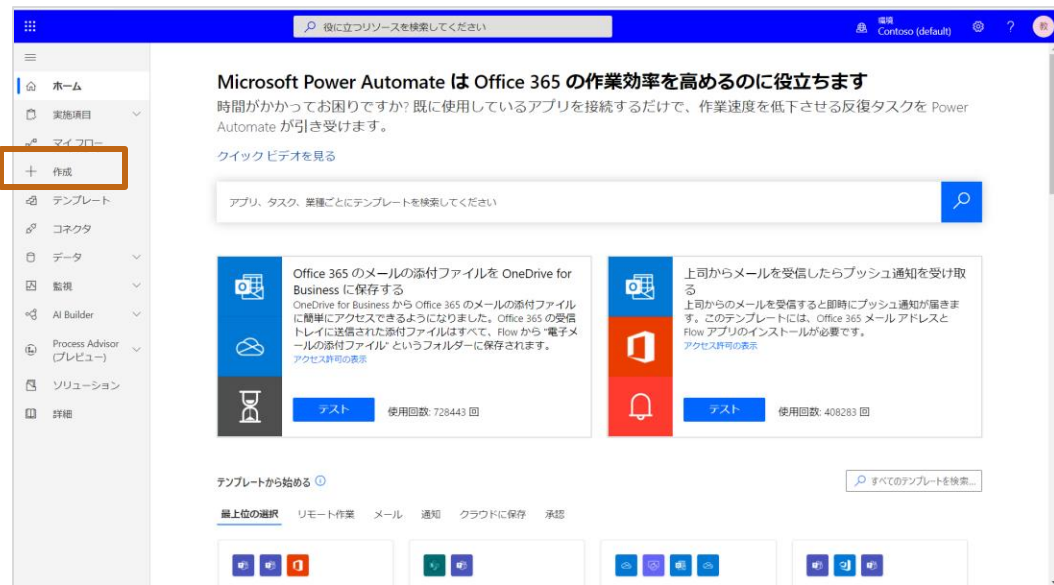 役に立つリソースを検索してください
環境
Contoso (default)
?
教
ホーム
実施項目
マイ フロー
作成
テンプレート
コネクタ
データ
監視
AI Builder
Process Advisor
(プレビュー)
ソリューション
詳細
Microsoft Power Automate は Office 365 の作業効率を高めるのに役立ちます
時間がかかってお困りですか? 既に使用しているアプリを接続するだけで、作業速度を低下させる反復タスクを Power
Automate が引き受けます。
クイック ビデオを見る
アプリ、タスク、業種ごとにテンプレートを検索してください
Office 365 のメールの添付ファイルを OneDrive for
Business に保存する
OneDrive for Business から Office 365 のメールの添付ファイル
に簡単にアクセスできるようになりました。Office 365 の受信
トレイに送信された添付ファイルはすべて、Flow から "電子メ
ールの添付ファイル" というフォルダーに保存されます。
アクセス許可の表示
テスト
使用回数: 728443 回
上司からメールを受信したらプッシュ通知を受け取
る
上司からのメールを受信すると即時にプッシュ通知が届きま
す。このテンプレートには、Office 365 メール アドレスと
Flow アプリのインストールが必要です。
アクセス許可の表示
テスト
使用回数: 408283 回
テンプレートから始める
すべてのテンプレートを検索...
最上位の選択 リモート作業 メール 通知 クラウドに保存 承認